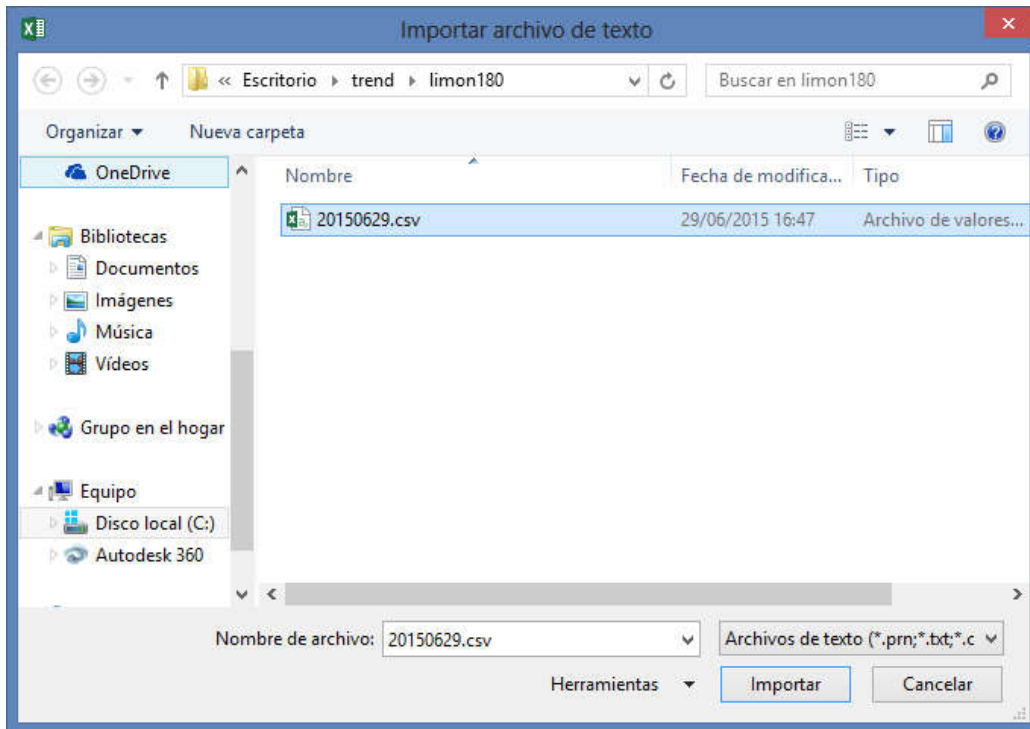 Importar archivo de texto
« Escritorio trend limon180 Buscar en limon180
Organizar Nueva carpeta
OneDrive
Bibliotecas
Documentos
Imágenes
Música
Vídeos
Grupo en el hogar
Equipo
Disco local (C:)
Autodesk 360
Nombre Fecha de modifica... Tipo
20150629.csv 29/06/2015 16:47 Archivo de valores...
Nombre de archivo: 20150629.csv Archivos de texto (*.prn;*.txt;*.c
Herramientas Importar Cancelar